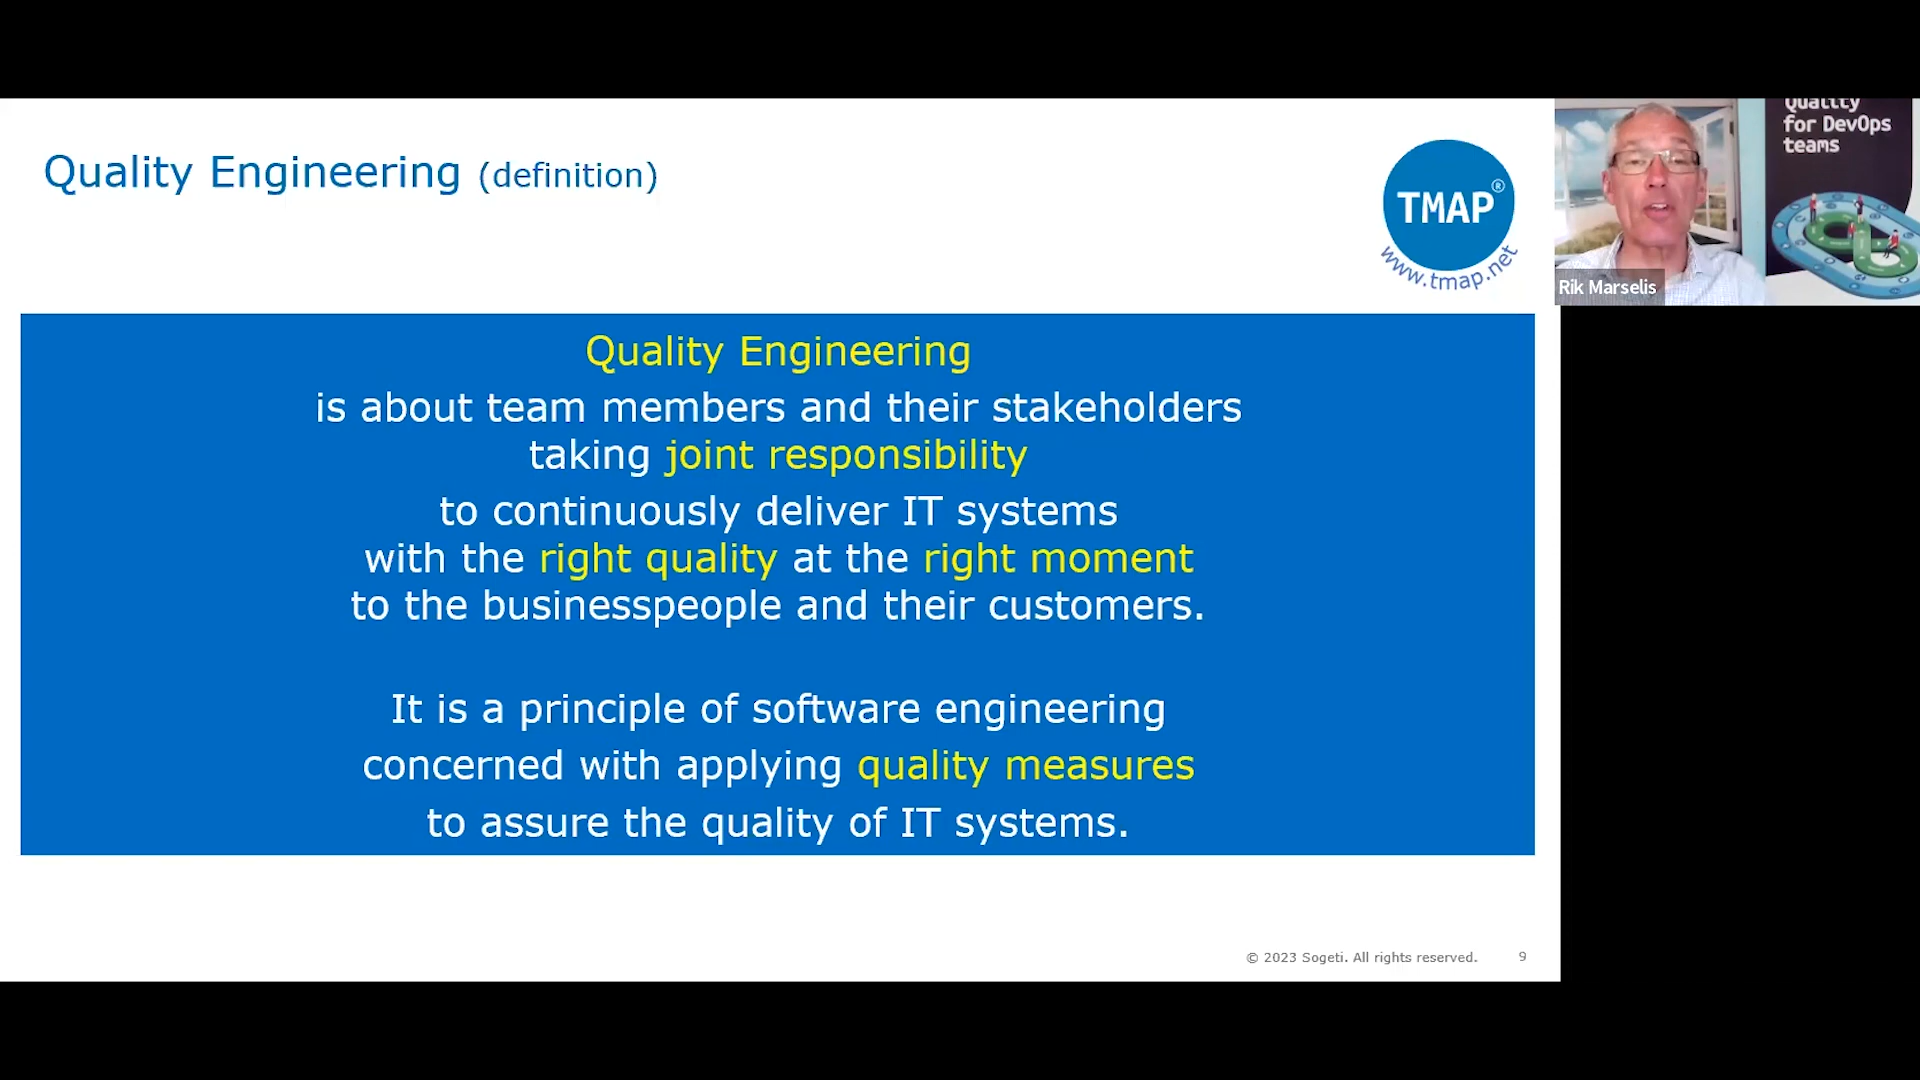 Quality Engineering (definition)
TMAP®
www.tmap.net
Quality
for DevOps
teams
Rik Marselis
Quality Engineering
is about team members and their stakeholders
taking joint responsibility
to continuously deliver IT systems
with the right quality at the right moment
to the businesspeople and their customers.
It is a principle of software engineering
concerned with applying quality measures
to assure the quality of IT systems.
© 2023 Sogeti. All rights reserved. 9